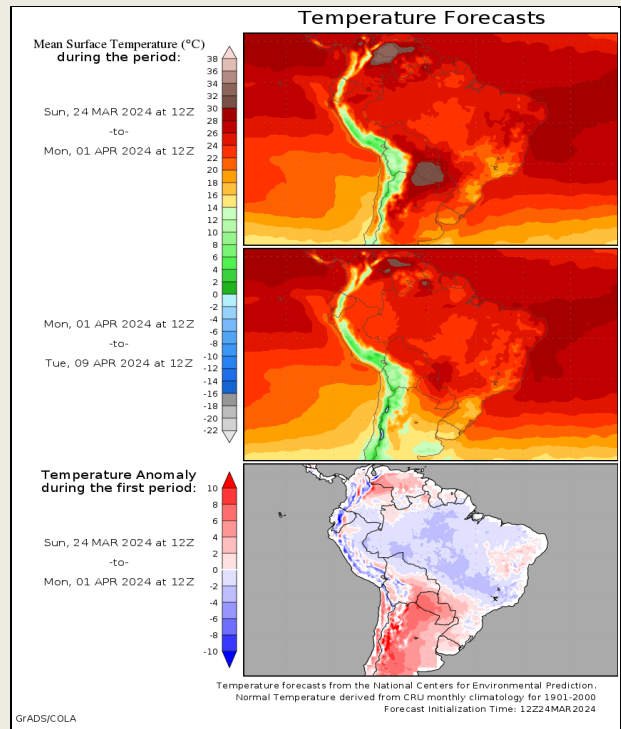 Temperature Forecasts
Mean Surface Temperature (°C)
during the period:
Sun, 24 MAR 2024 at 12Z
-to-
Mon, 01 APR 2024 at 12Z
38
36
34
32
30
28
26
24
22
20
18
16
14
12
10
8
6
4
2
0
-2
-4
-6
-8
-10
-12
-14
-16
-18
-20
-22
Mon, 01 APR 2024 at 12Z
-to-
Tue, 09 APR 2024 at 12Z
Temperature Anomaly
during the first period:
Sun, 24 MAR 2024 at 12Z
-to-
Mon, 01 APR 2024 at 12Z
10
8
6
4
2
0
-2
-4
-6
-8
-10
Temperature forecasts from the National Centers for Environmental Prediction.
Normal Temperature derived from CRU monthly climatology for 1901-2000
Forecast Initialization Time: 12Z24MAR2024
GrADS/COLA